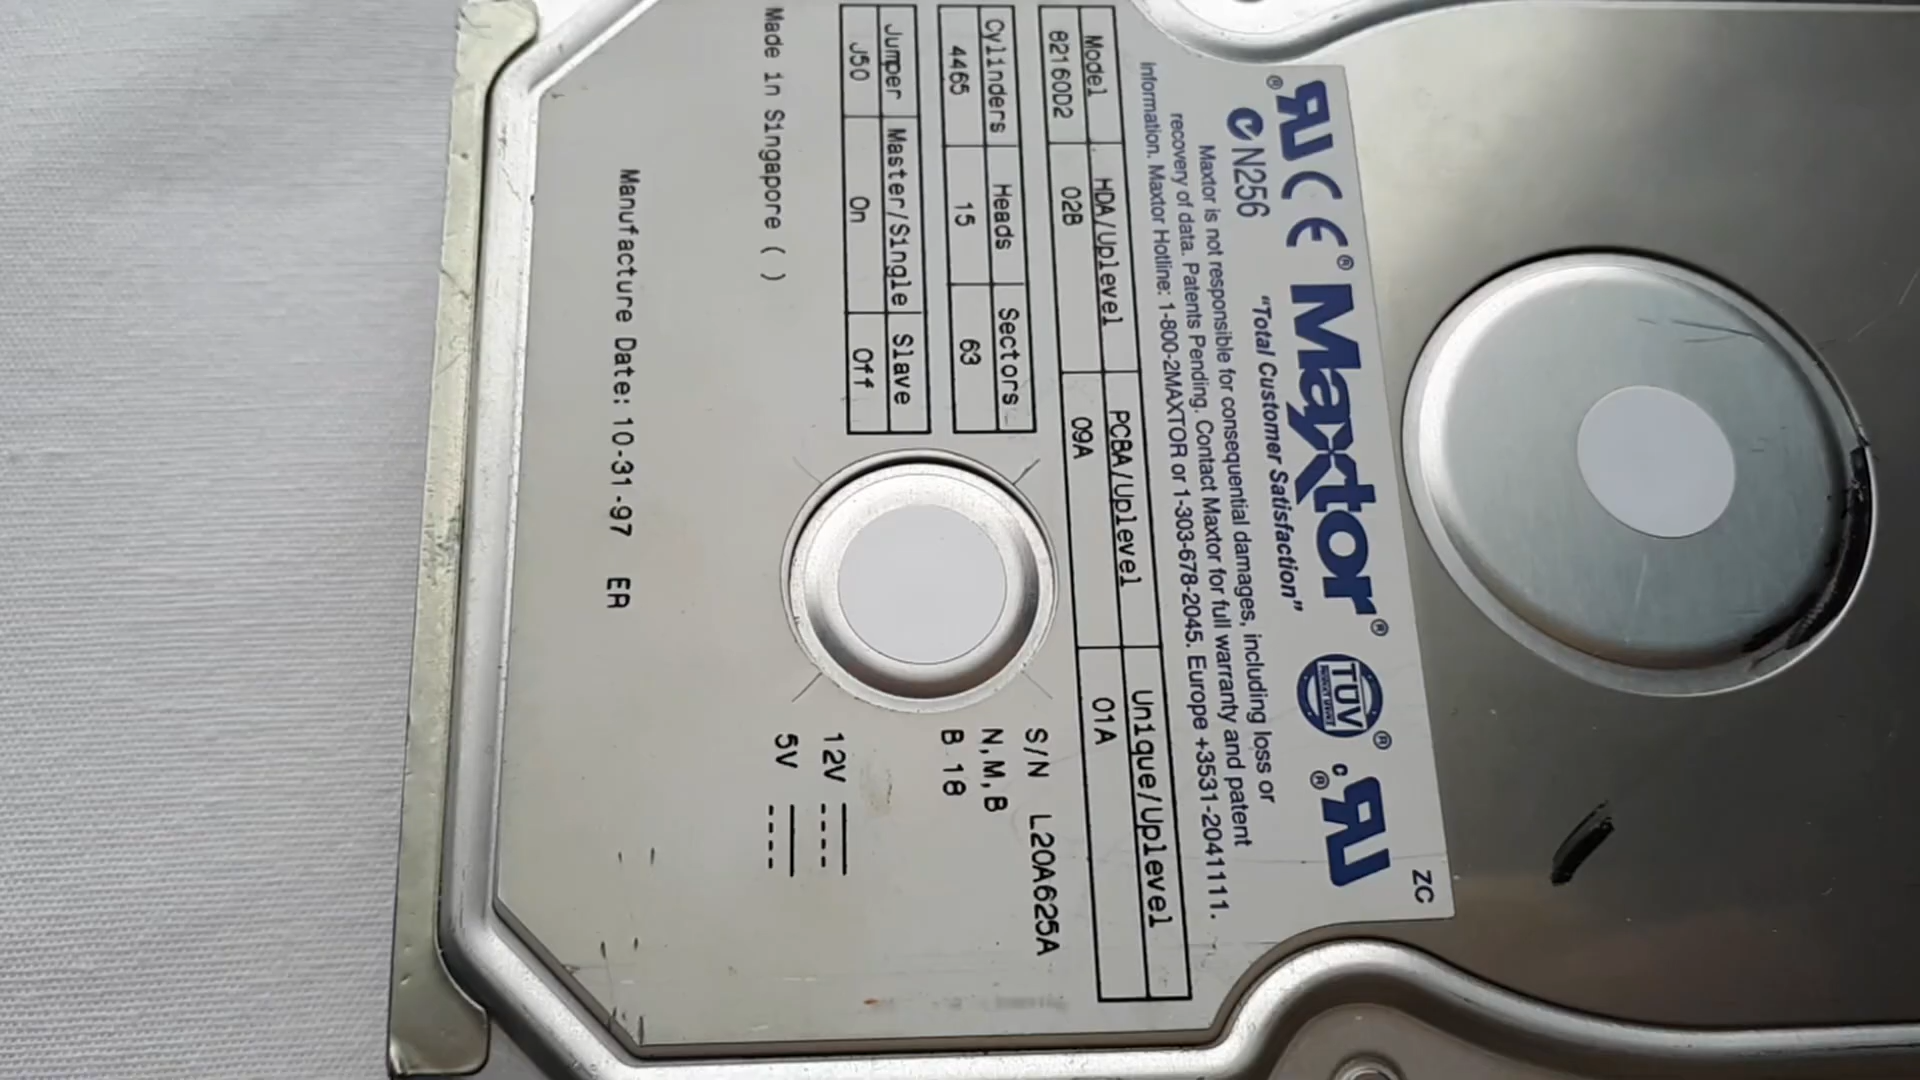 ZC
CE Maxtor TUV c
N256 "Total Customer Satisfaction"
Maxtor is not responsible for consequential damages, including loss or
recovery of data. Patents Pending. Contact Maxtor for full warranty and patent
information. Maxtor Hotline: 1-800-2MAXTOR or 1-303-678-2045. Europe +3531-2041111.
Model HDA/Uplevel PCBA/Uplevel Unique/Uplevel
82160D2 02B 09A 01A
Cylinders Heads Sectors
4465 15 63
S/N L20A625A
N,M,B
B 18
Jumper Master/Single Slave
J50 On Off
12V
5V
Made in Singapore ( )
Manufacture Date: 10-31-97 ER